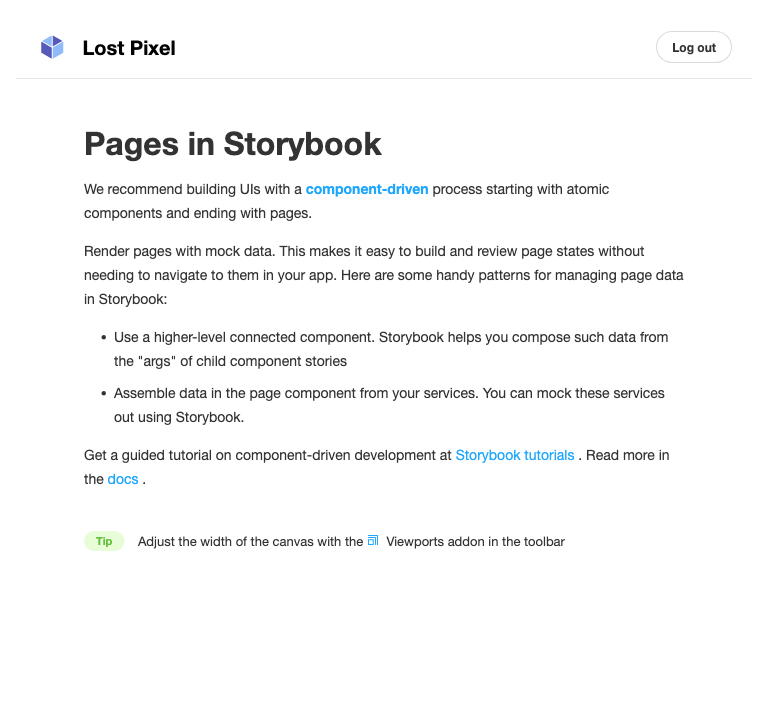 Lost Pixel
Log out
Pages in Storybook
We recommend building UIs with a component-driven process starting with atomic
components and ending with pages.
Render pages with mock data. This makes it easy to build and review page states without
needing to navigate to them in your app. Here are some handy patterns for managing page data
in Storybook:
• Use a higher-level connected component. Storybook helps you compose such data from
the "args" of child component stories
• Assemble data in the page component from your services. You can mock these services
out using Storybook.
Get a guided tutorial on component-driven development at Storybook tutorials . Read more in
the docs .
Tip Adjust the width of the canvas with the Viewports addon in the toolbar